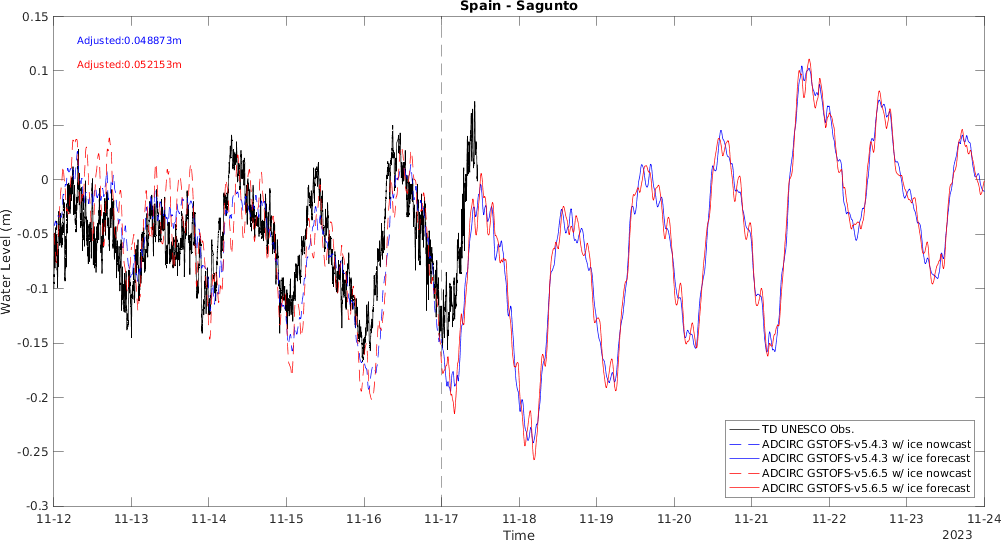 Spain - Sagunto
Adjusted:0.048873m
Adjusted:0.052153m
0.15
0.1
0.05
0
-0.05
-0.1
-0.15
-0.2
-0.25
-0.3
Water Level (m)
TD UNESCO Obs.
ADCIRC GSTOFS-v5.4.3 w/ ice nowcast
ADCIRC GSTOFS-v5.4.3 w/ ice forecast
ADCIRC GSTOFS-v5.6.5 w/ ice nowcast
ADCIRC GSTOFS-v5.6.5 w/ ice forecast
11-12 11-13 11-14 11-15 11-16 11-17 11-18 11-19 11-20 11-21 11-22 11-23 11-24
Time
2023